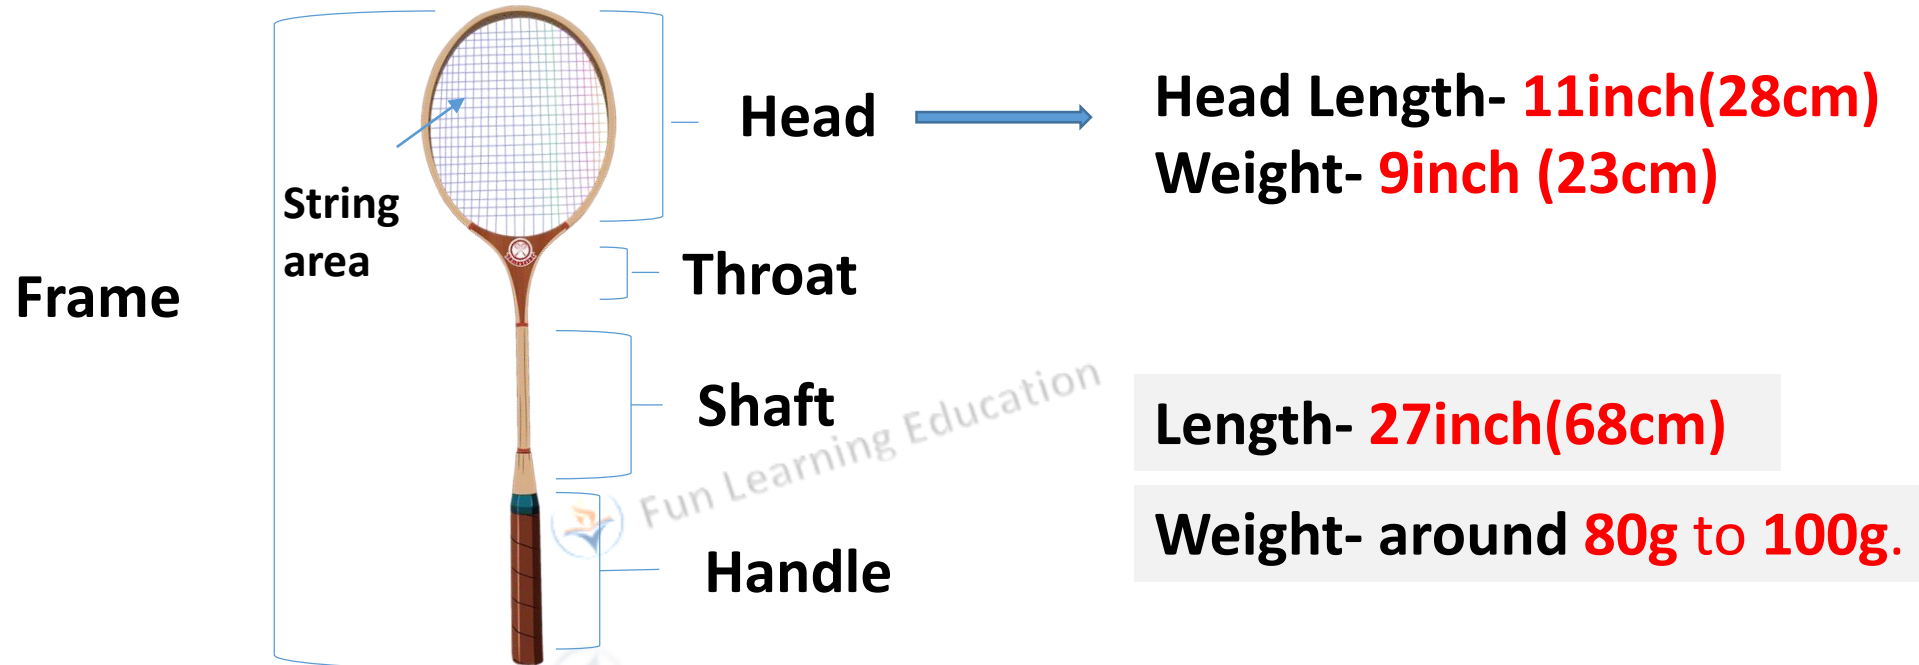 Head
Head Length- 11inch(28cm)
Weight- 9inch (23cm)
String
area
Throat
Frame
Shaft
Length- 27inch(68cm)
Fun Learning Education
Weight- around 80g to 100g.
Handle